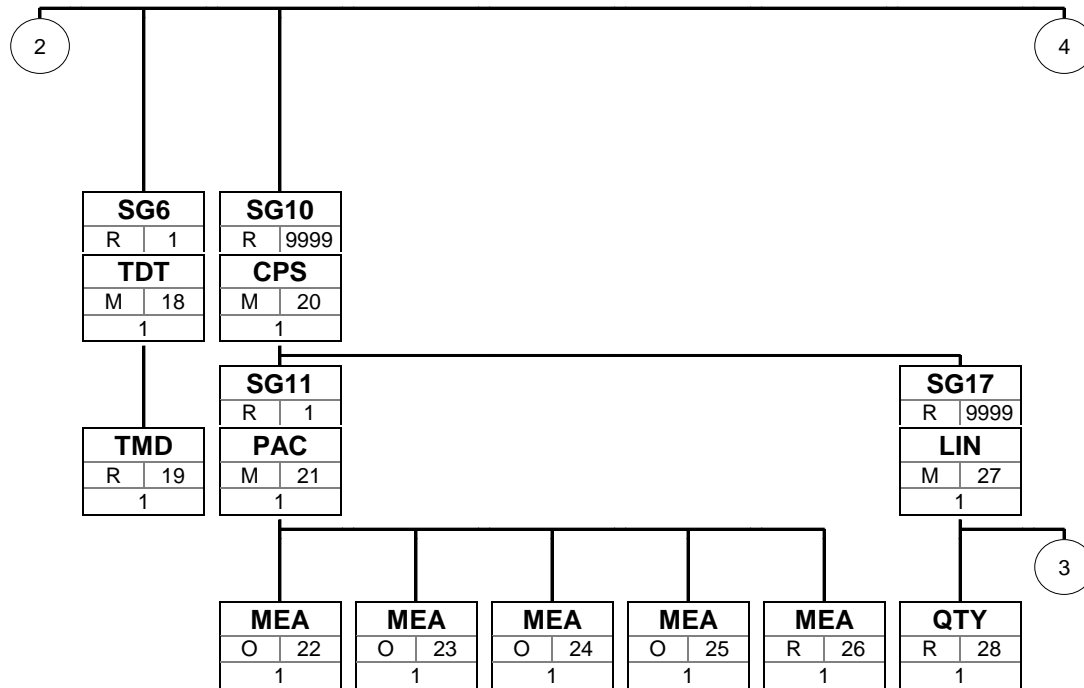 2 4
SG6 SG10
R 1 R 9999
TDT CPS
M 18 M 20
1 1
SG11 SG17
R 1 R 9999
TMD PAC LIN
R 19 M 21 M 27
1 1 1
3
MEA MEA MEA MEA MEA QTY
O 22 O 23 O 24 O 25 R 26 R 28
1 1 1 1 1 1